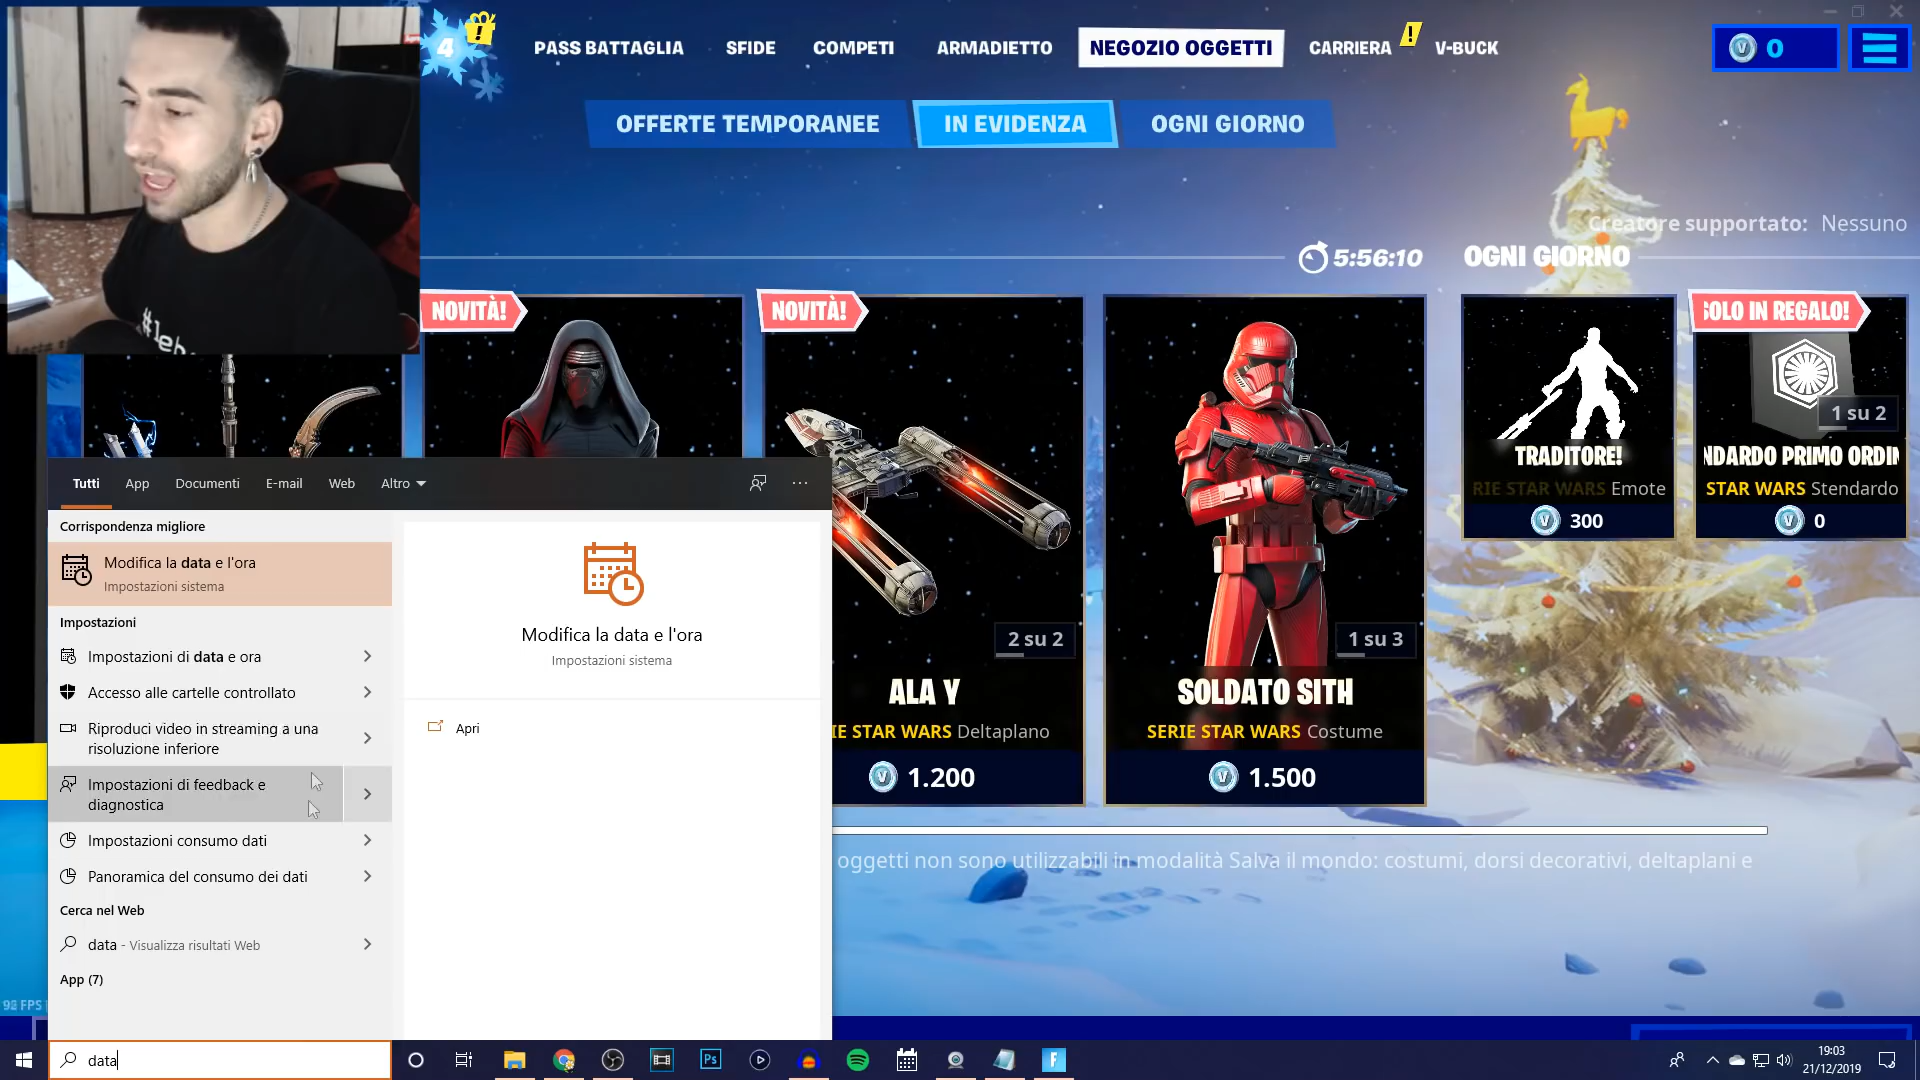 4
!
PASS BATTAGLIA
SFIDE
COMPETI
ARMADIETTO
NEGOZIO OGGETTI
CARRIERA
!
V-BUCK
V 0
OFFERTE TEMPORANEE
IN EVIDENZA
OGNI GIORNO
Creatore supportato: Nessuno
5:56:10
OGNI GIORNO
NOVITÀ!
NOVITÀ!
SOLO IN REGALO!
1 su 2
TRADITORE!
RIE STAR WARS Emote
V 300
NDARDO PRIMO ORDIN
STAR WARS Stendardo
V 0
2 su 2
ALA Y
IE STAR WARS Deltaplano
V 1.200
1 su 3
SOLDATO SITH
SERIE STAR WARS Costume
V 1.500
oggetti non sono utilizzabili in modalità Salva il mondo: costumi, dorsi decorativi, deltaplani e
Tutti
App
Documenti
E-mail
Web
Altro
Corrispondenza migliore
Modifica la data e l'ora
Impostazioni sistema
Impostazioni
Impostazioni di data e ora
Accesso alle cartelle controllato
Riproduci video in streaming a una
risoluzione inferiore
Impostazioni di feedback e
diagnostica
Impostazioni consumo dati
Panoramica del consumo dei dati
Cerca nel Web
data - Visualizza risultati Web
App (7)
Modifica la data e l'ora
Impostazioni sistema
Apri
FPS
data
Ps
F
19:03
21/12/2019